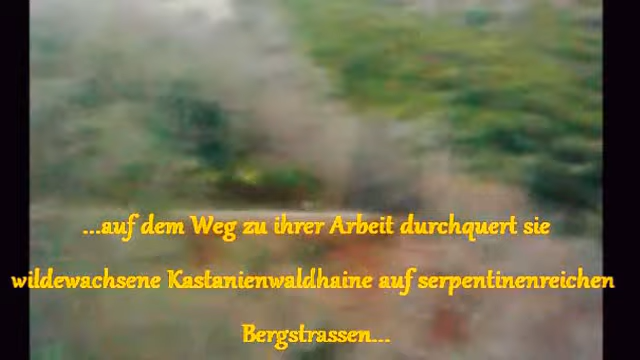 ...auf dem Weg zu ihrer Arbeit durchquert sie
wildewachsene Kastanienwaldhaine auf serpentinenreichen
Bergstrassen...